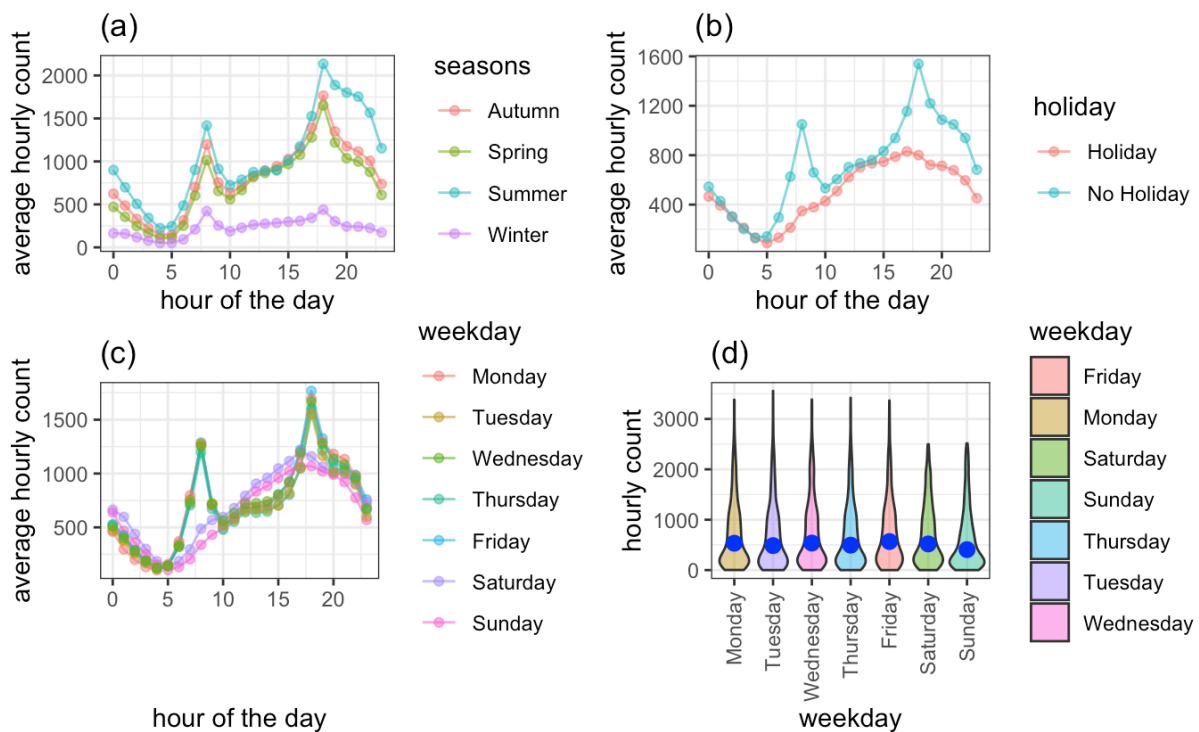 (a)
average hourly count
2000
1500
1000
500
0
0 5 10 15 20
hour of the day
seasons
Autumn
Spring
Summer
Winter
(b)
average hourly count
1600
1200
800
400
0 5 10 15 20
hour of the day
holiday
Holiday
No Holiday
(c)
average hourly count
1500
1000
500
0 5 10 15 20
hour of the day
weekday
Monday
Tuesday
Wednesday
Thursday
Friday
Saturday
Sunday
(d)
hourly count
3000
2000
1000
0
Monday
Tuesday
Wednesday
Thursday
Friday
Saturday
Sunday
weekday
weekday
Friday
Monday
Saturday
Sunday
Thursday
Tuesday
Wednesday